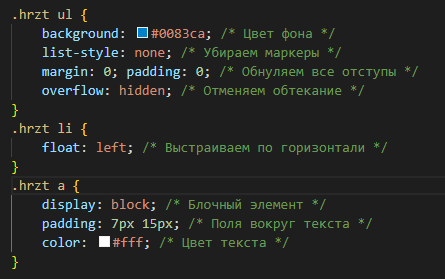 .hrzt ul {
background: #0083ca; /* Цвет фона */
list-style: none; /* Убираем маркеры */
margin: 0; padding: 0; /* Обнуляем все отступы */
overflow: hidden; /* Отменяем обтекание */
}
.hrzt li {
float: left; /* Выстраиваем по горизонтали */
}
.hrzt a {
display: block; /* Блочный элемент */
padding: 7px 15px; /* Поля вокруг текста */
color: #fff; /* Цвет текста */
}